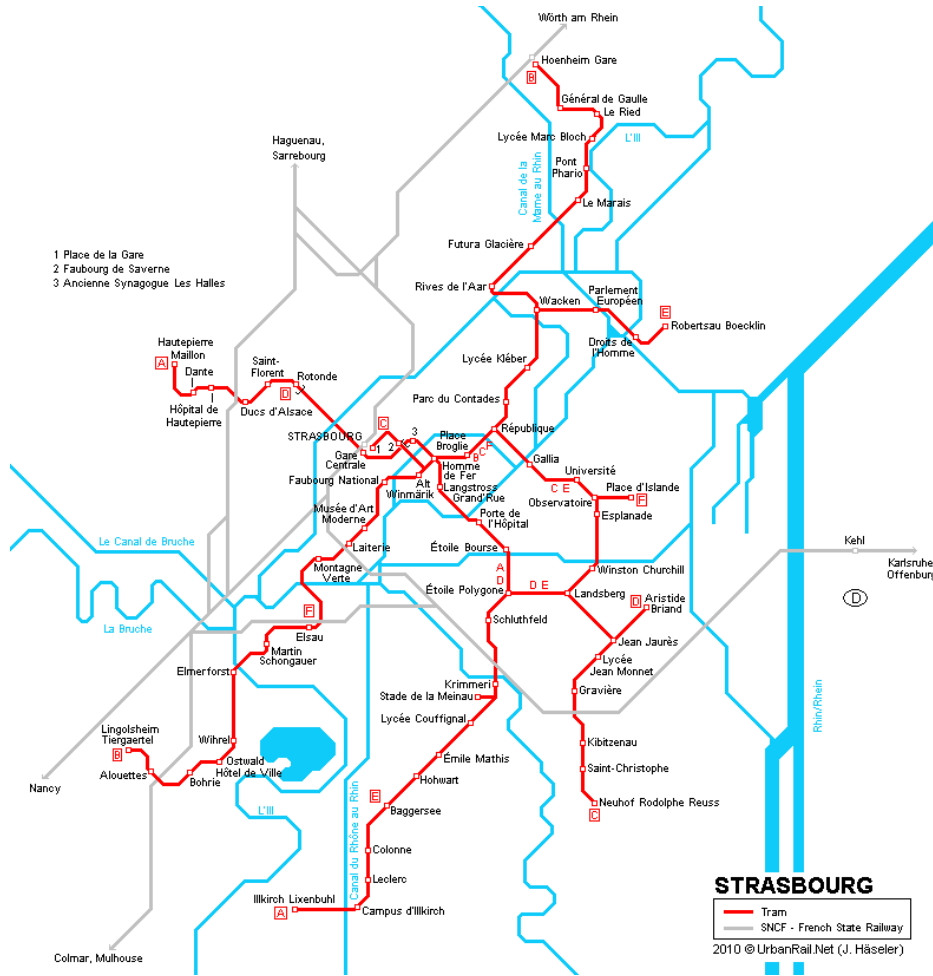 Wörth am Rhein
Hoenheim Gare
B
Général de Gaulle
Le Ried
Lycée Marc Bloch
L'Ill
Haguenau,
Sarrebourg
Pont
Phario
Canal de la
Marne au Rhin
Le Marais
Futura Glacière
1 Place de la Gare
2 Faubourg de Saverne
3 Ancienne Synagogue Les Halles
Rives de l'Aar
Parlement
Européen
Wacken
E
Robertsau Boecklin
Droits de
l'Homme
Hautepierre
Maillon
A
Dante
Saint-
Florent
Rotonde
D
Lycée Kléber
Hôpital de
Hautepierre
Ducs d'Alsace
Parc du Contades
C
STRASBOURG
1
2
3
Place
Broglie
République
B
C
F
Gare
Centrale
Gallia
Faubourg National
Alt
Winmärik
Homme
de Fer
Langstross
Grand'Rue
Université
C E
Place d'Islande
F
Observatoire
Musée d'Art
Moderne
Porte de
l'Hôpital
Esplanade
Le Canal de Bruche
Laiterie
Étoile Bourse
Kehl
Karlsruhe
Offenburg
Montagne
Verte
A
D
D E
Winston Churchill
Étoile Polygone
Landsberg
D
Aristide
Briand
D
La Bruche
F
Elsau
Schluthfeld
Jean Jaurès
Martin
Schongauer
Lycée
Jean Monnet
Elmerforst
Krimmeri
Stade de la Meinau
Gravière
Rhin/Rhein
Lingolsheim
Tiergaertel
B
Wihrel
Lycée Couffignal
Kibitzenau
Ostwald
Hôtel de Ville
Alouettes
Bohrie
Émile Mathis
Saint-Christophe
Nancy
Hohwart
E
Baggersee
Neuhof Rodolphe Reuss
C
L'Ill
Canal du Rhône au Rhin
Colonne
Leclerc
Illkirch Lixenbuhl
A
Campus d'Illkirch
Colmar, Mulhouse
STRASBOURG
Tram
SNCF - French State Railway
2010 © UrbanRail.Net (J. Häseler)